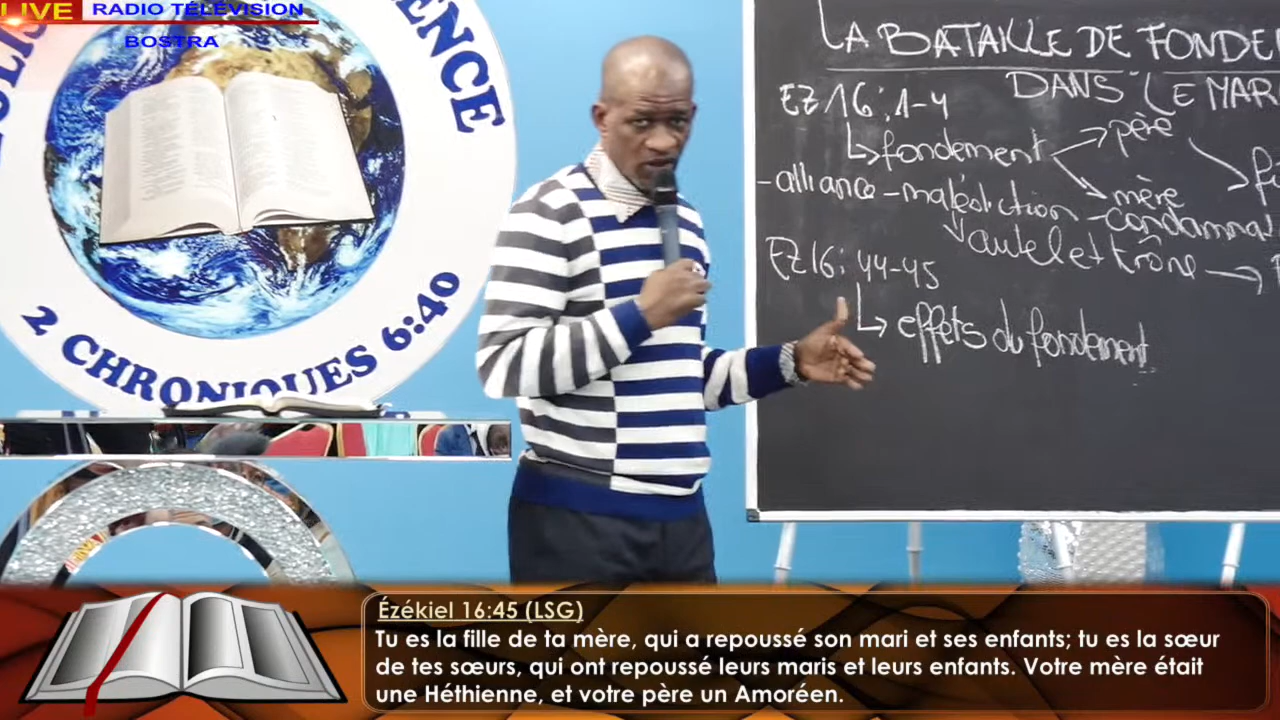 LIVE RADIO TÉLÉVISION
BOSTRA
ENCE
2 CHRONIQUES 6:40
LA BATAILLE DE FONDE
DANS LE MAR
EZ 16:1-4
fondement
père
mère
-alliance -malédiction -condamnat
autel et trône
EZ 16: 44-45
effets du fondement
Ézékiel 16:45 (LSG)
Tu es la fille de ta mère, qui a repoussé son mari et ses enfants; tu es la sœur
de tes sœurs, qui ont repoussé leurs maris et leurs enfants. Votre mère était
une Héthienne, et votre père un Amoréen.